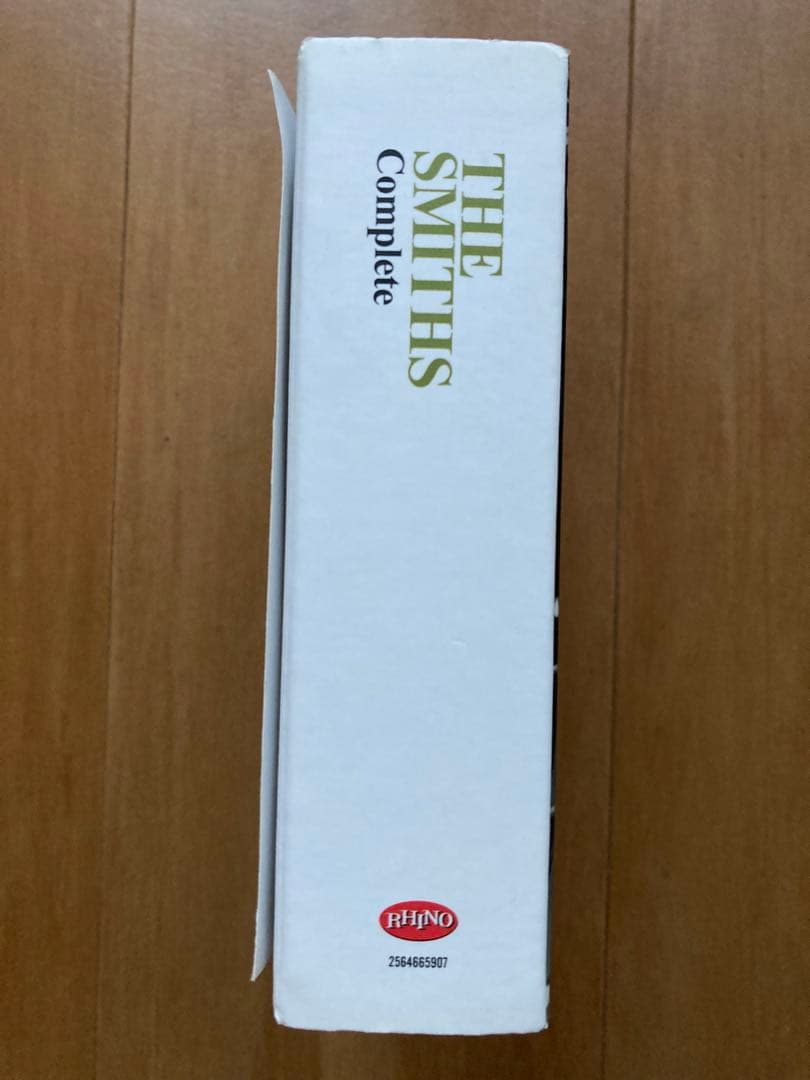 THE
SMITHS
Complete
RHINO
2564665907